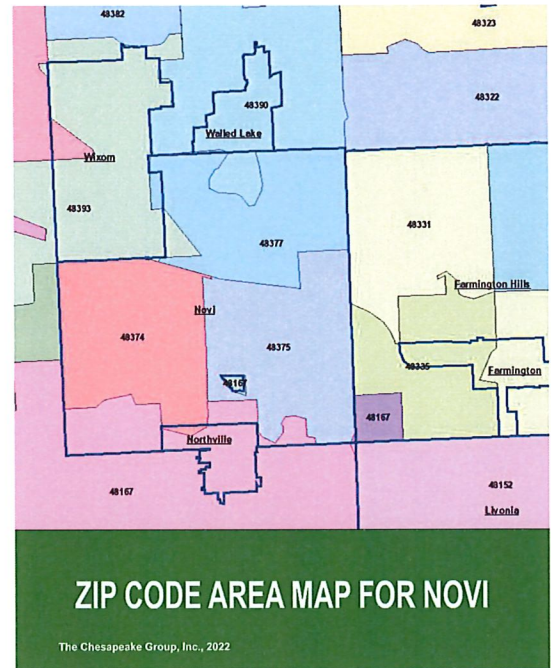 48382
48323
48322
48390
Walled Lake
Wixom
48393
48331
48377
Farmington Hills
Novi
48374
48375
48335
Farmington
48167
48167
Northville
48167
48152
Livonia
ZIP CODE AREA MAP FOR NOVI
The Chesapeake Group, Inc., 2022